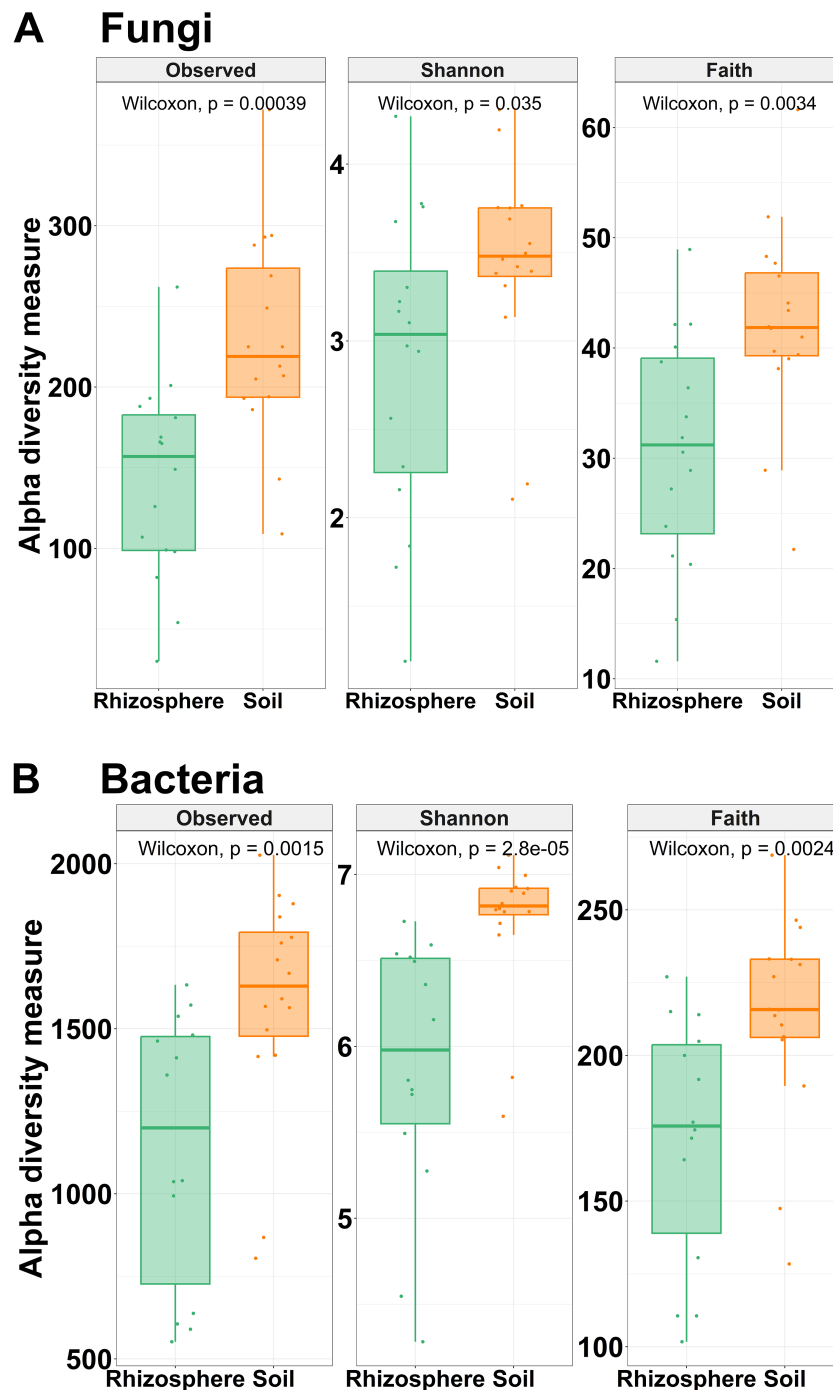 A Fungi
Observed Shannon Faith
Wilcoxon, p = 0.00039 Wilcoxon, p = 0.035 Wilcoxon, p = 0.0034
Alpha diversity measure
300
200
100
4
3
2
60
50
40
30
20
10
Rhizosphere Soil Rhizosphere Soil Rhizosphere Soil
B Bacteria
Observed Shannon Faith
Wilcoxon, p = 0.0015 Wilcoxon, p = 2.8e-05 Wilcoxon, p = 0.0024
Alpha diversity measure
2000
1500
1000
500
7
6
5
250
200
150
100
Rhizosphere Soil Rhizosphere Soil Rhizosphere Soil